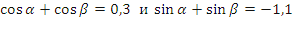 cos α + cos β = 0,3 и sin α + sin β = −1,1